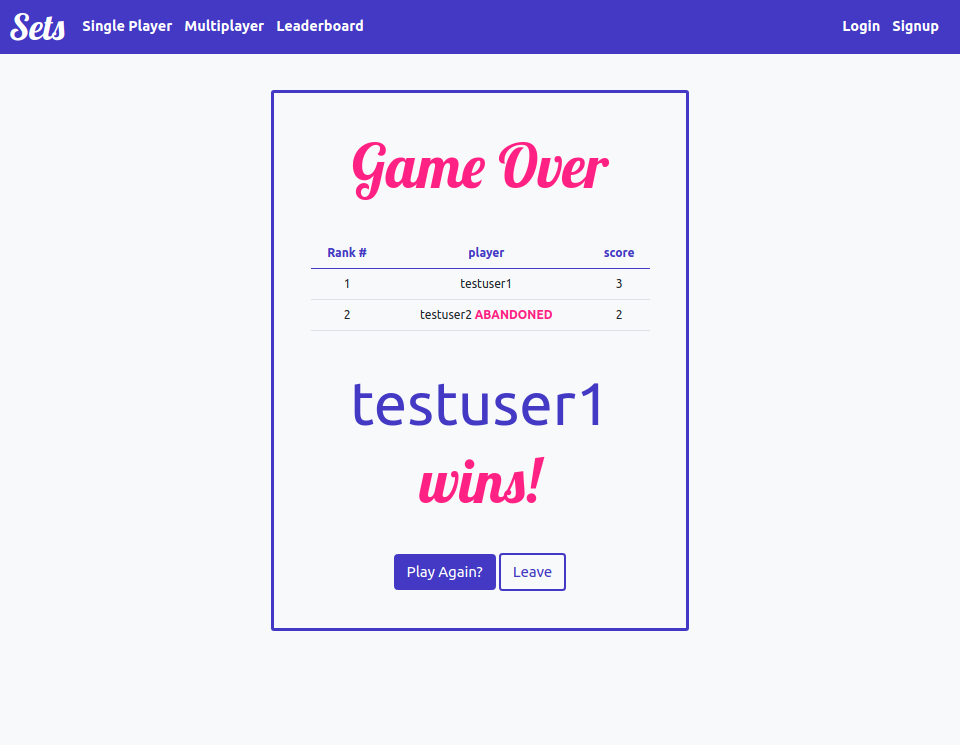 Sets Single Player Multiplayer Leaderboard Login Signup
Game Over
Rank # player score
1 testuser1 3
2 testuser2 ABANDONED 2
testuser1
wins!
Play Again? Leave